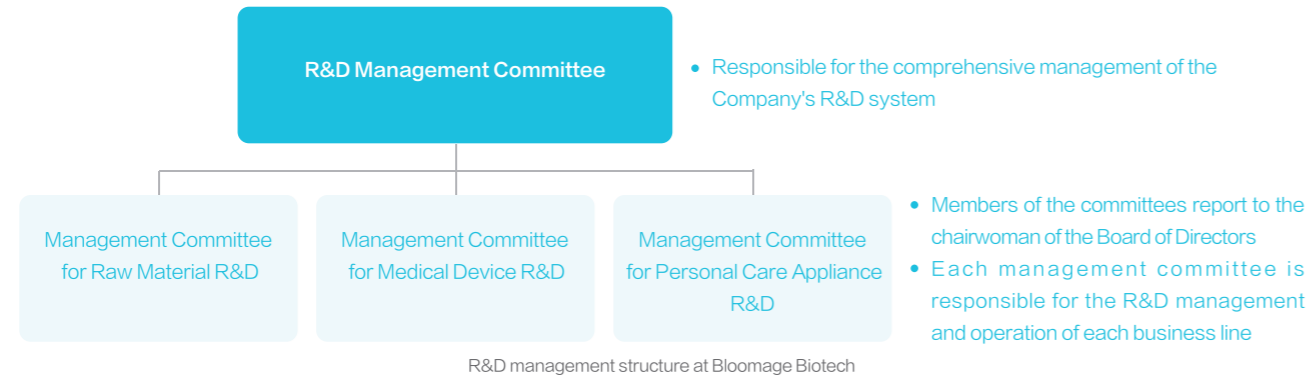 R&D Management Committee
• Responsible for the comprehensive management of the
Company's R&D system
Management Committee
for Raw Material R&D
Management Committee
for Medical Device R&D
Management Committee
for Personal Care Appliance
R&D
• Members of the committees report to the
chairwoman of the Board of Directors
• Each management committee is
responsible for the R&D management
and operation of each business line
R&D management structure at Bloomage Biotech